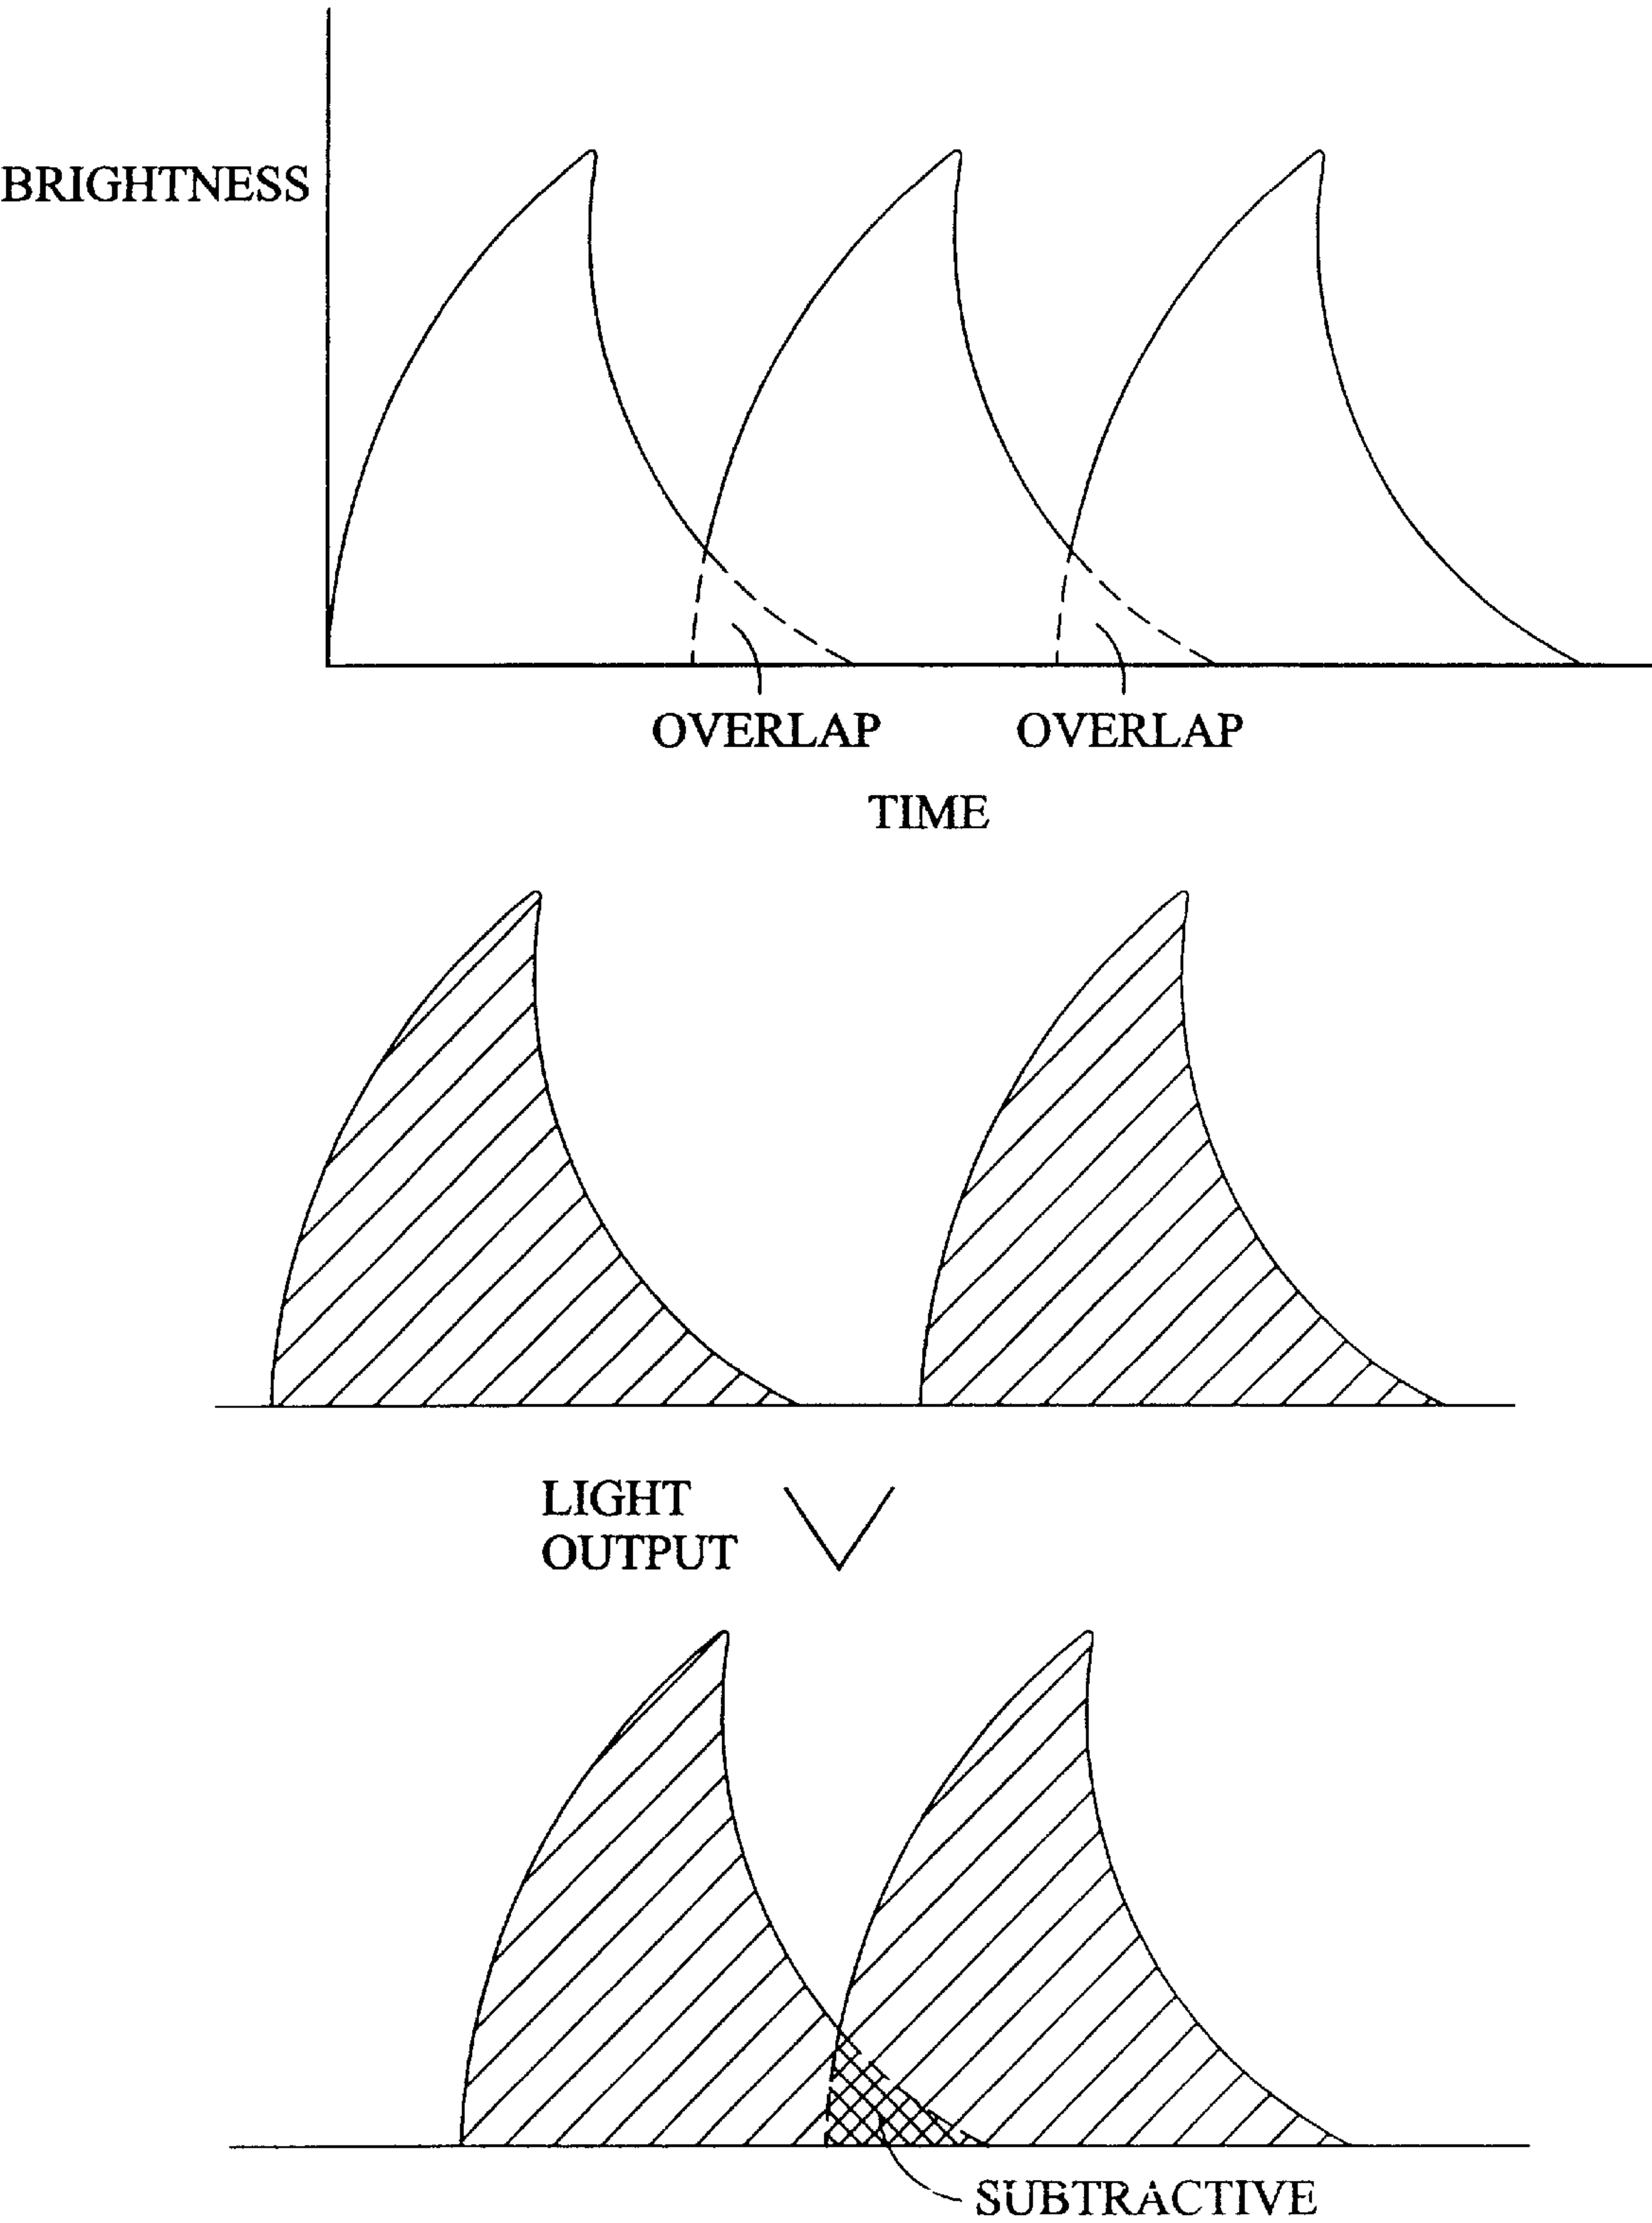 BRIGHTNESS
OVERLAP OVERLAP
TIME
LIGHT
OUTPUT
SUBTRACTIVE